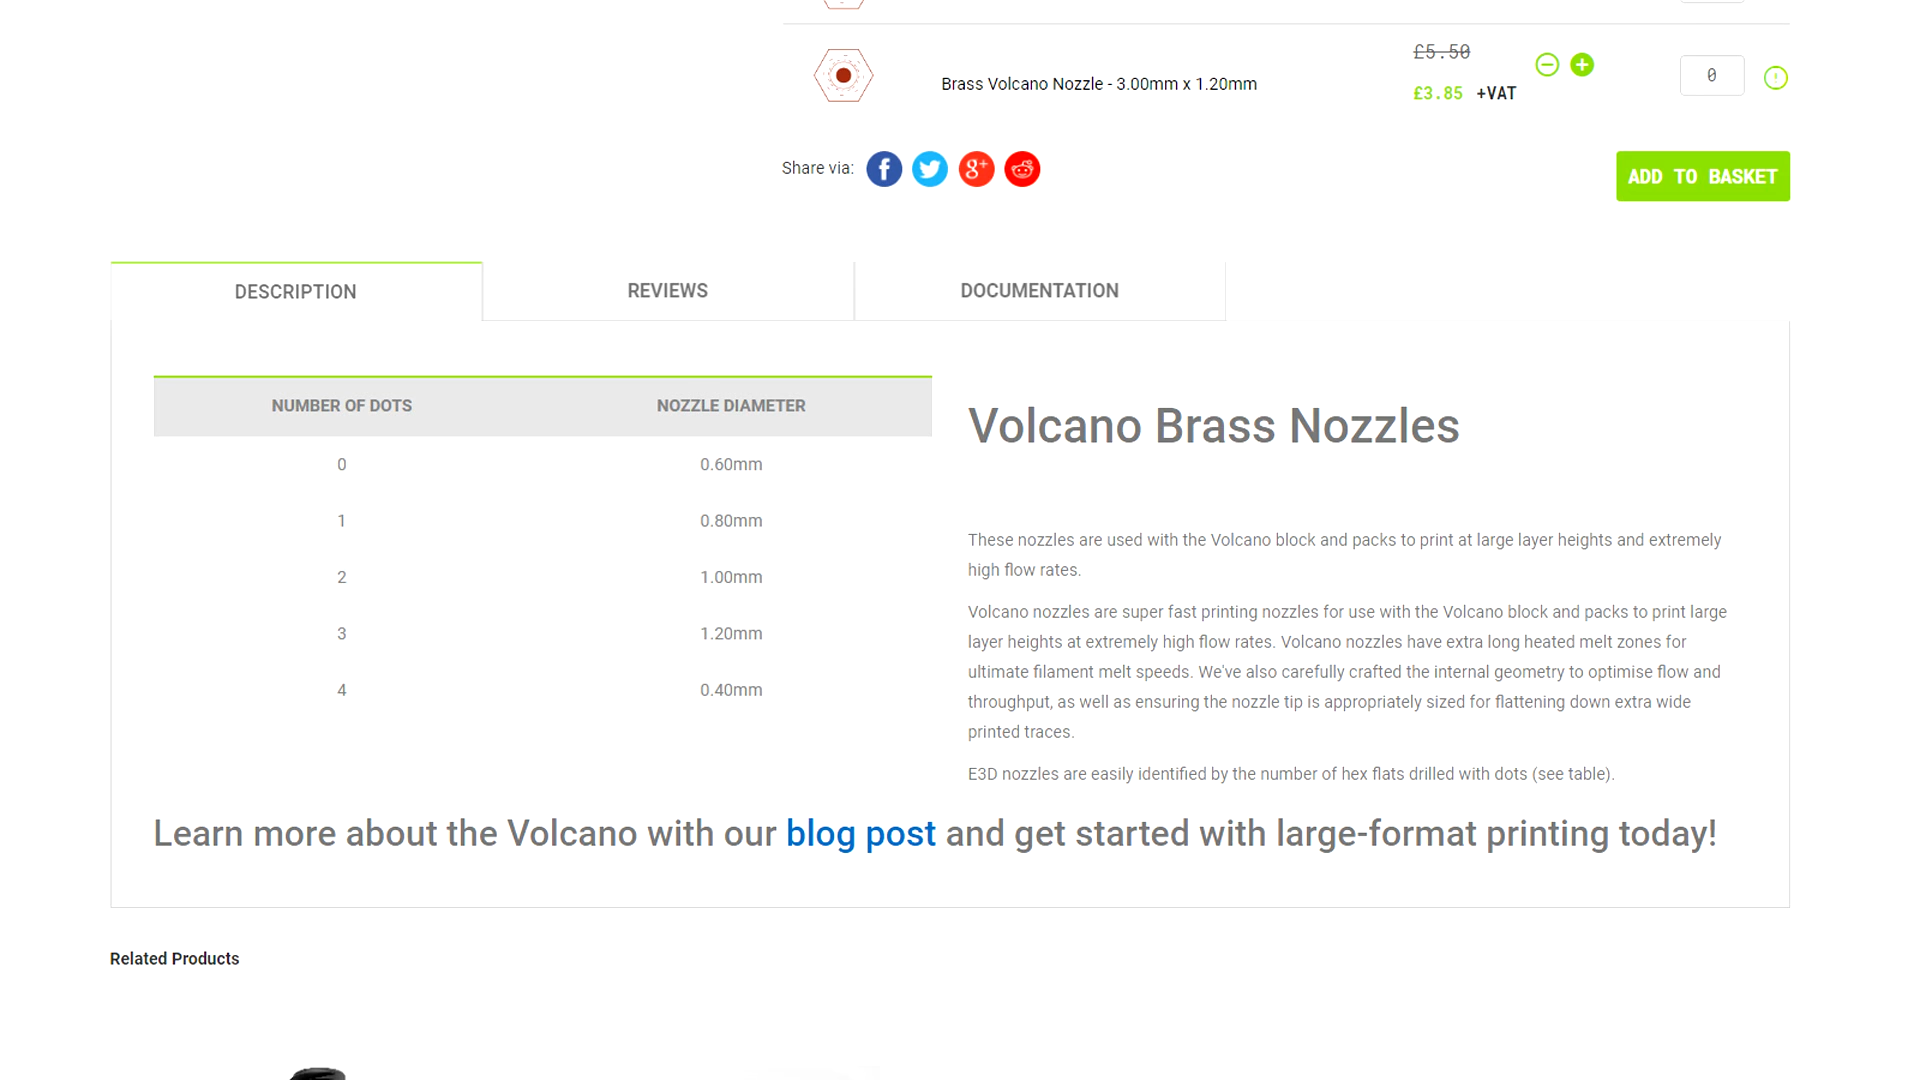 £5.50
Brass Volcano Nozzle - 3.00mm x 1.20mm
£3.85 +VAT
0
Share via:
ADD TO BASKET
DESCRIPTION
REVIEWS
DOCUMENTATION
NUMBER OF DOTS NOZZLE DIAMETER
0 0.60mm
1 0.80mm
2 1.00mm
3 1.20mm
4 0.40mm
Volcano Brass Nozzles
These nozzles are used with the Volcano block and packs to print at large layer heights and extremely
high flow rates.
Volcano nozzles are super fast printing nozzles for use with the Volcano block and packs to print large
layer heights at extremely high flow rates. Volcano nozzles have extra long heated melt zones for
ultimate filament melt speeds. We've also carefully crafted the internal geometry to optimise flow and
throughput, as well as ensuring the nozzle tip is appropriately sized for flattening down extra wide
printed traces.
E3D nozzles are easily identified by the number of hex flats drilled with dots (see table).
Learn more about the Volcano with our blog post and get started with large-format printing today!
Related Products